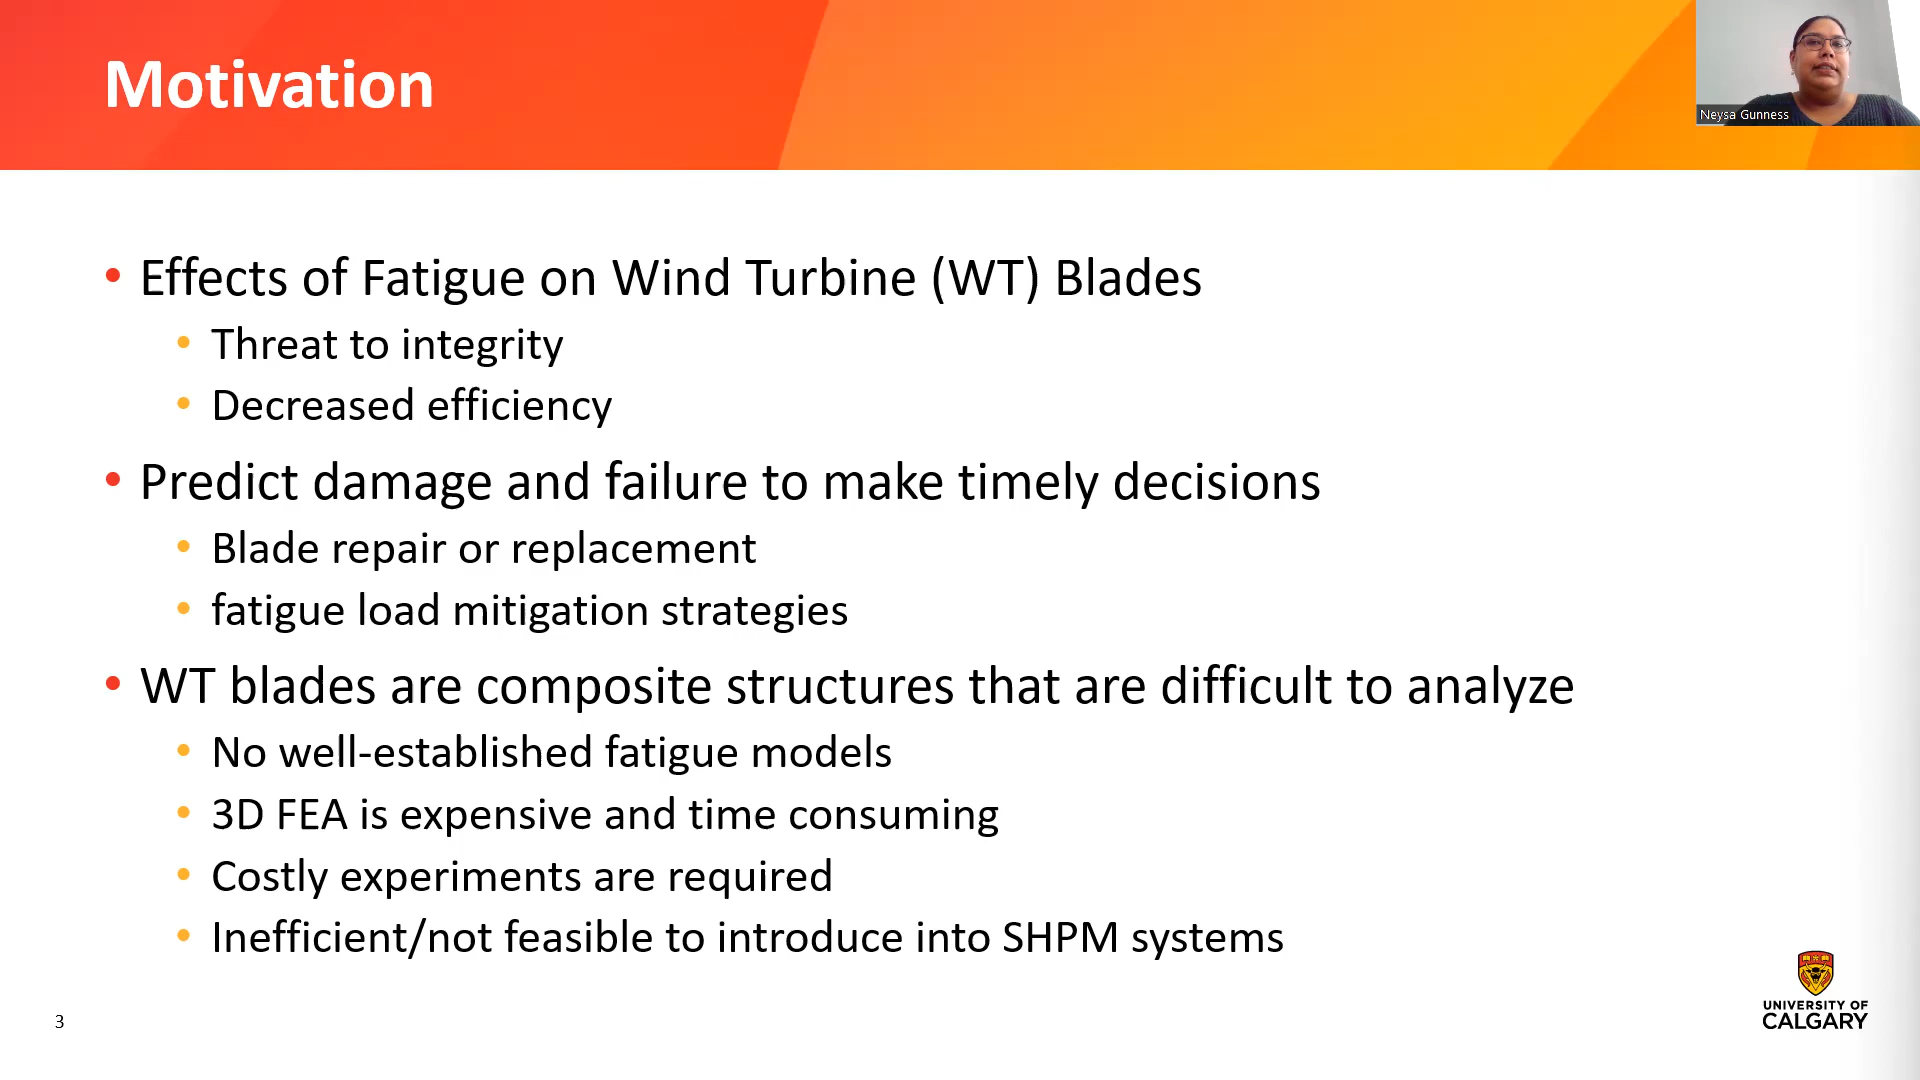 Motivation
Neysa Gunness
• Effects of Fatigue on Wind Turbine (WT) Blades
• Threat to integrity
• Decreased efficiency
• Predict damage and failure to make timely decisions
• Blade repair or replacement
• fatigue load mitigation strategies
• WT blades are composite structures that are difficult to analyze
• No well-established fatigue models
• 3D FEA is expensive and time consuming
• Costly experiments are required
• Inefficient/not feasible to introduce into SHPM systems
3
UNIVERSITY OF
CALGARY